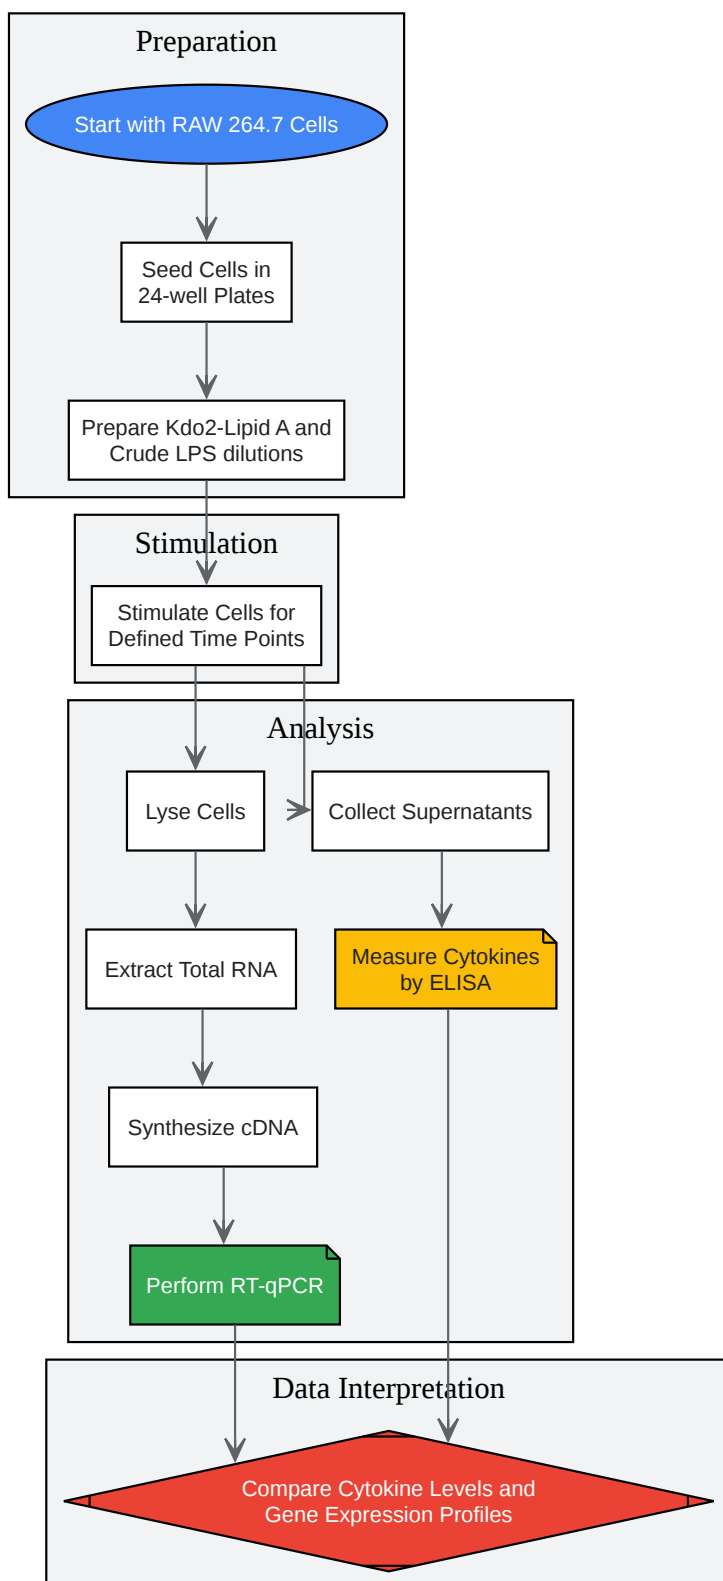 Preparation
Start with RAW 264.7 Cells
Seed Cells in
24-well Plates
Prepare Kdo2-Lipid A and
Crude LPS dilutions
Stimulation
Stimulate Cells for
Defined Time Points
Analysis
Lyse Cells
Collect Supernatants
Extract Total RNA
Measure Cytokines
by ELISA
Synthesize cDNA
Perform RT-qPCR
Data Interpretation
Compare Cytokine Levels and
Gene Expression Profiles